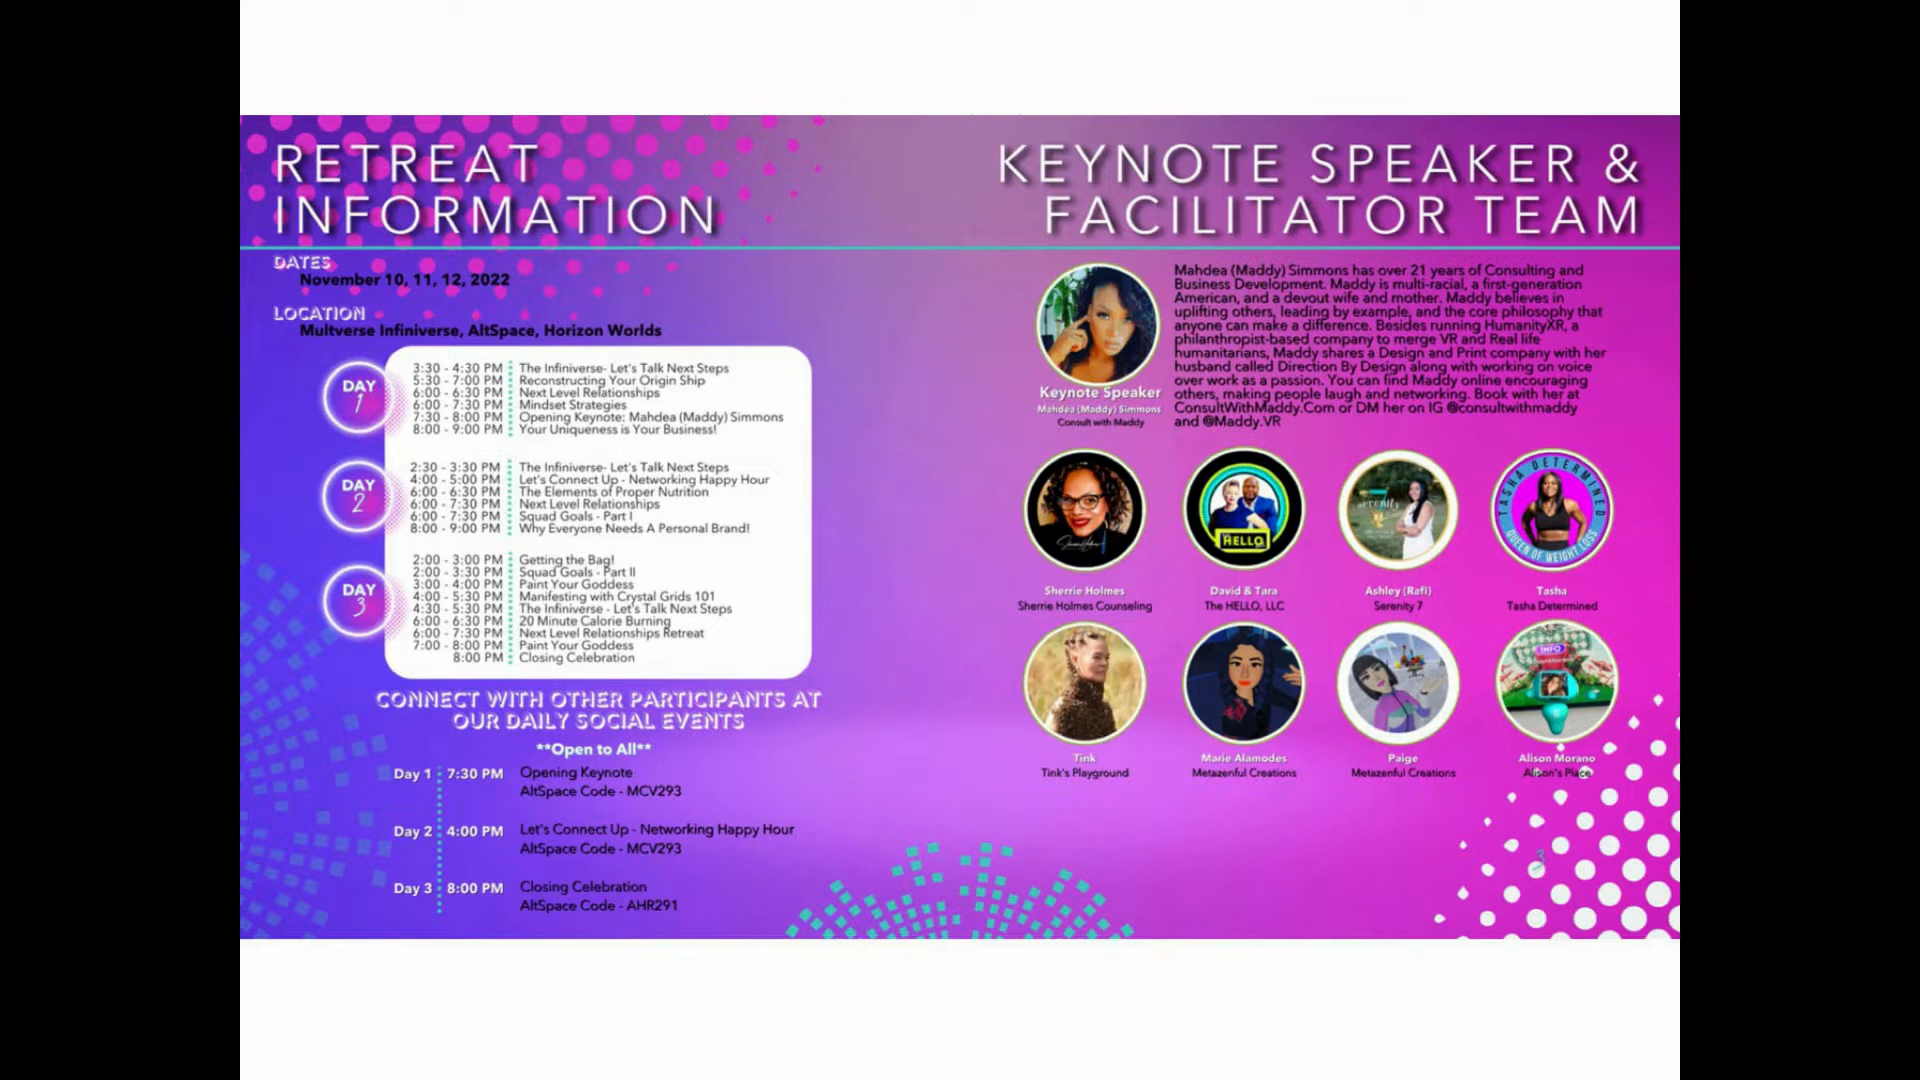 RETREAT
INFORMATION
DATES
November 10, 11, 12, 2022
LOCATION
Multverse Infiniverse, AltSpace, Horizon Worlds
DAY
1
3:30 - 4:30 PM The Infiniverse- Let's Talk Next Steps
5:30 - 7:00 PM Reconstructing Your Origin Ship
6:00 - 6:30 PM Next Level Relationships
6:00 - 7:30 PM Mindset Strategies
7:30 - 8:00 PM Opening Keynote: Mahdea (Maddy) Simmons
8:00 - 9:00 PM Your Uniqueness is Your Business!
DAY
2
2:30 - 3:30 PM The Infiniverse- Let's Talk Next Steps
4:00 - 5:00 PM Let's Connect Up - Networking Happy Hour
6:00 - 6:30 PM The Elements of Proper Nutrition
6:00 - 7:30 PM Next Level Relationships
6:00 - 7:30 PM Squad Goals - Part I
8:00 - 9:00 PM Why Everyone Needs A Personal Brand!
DAY
3
2:00 - 3:00 PM Getting the Bag!
2:00 - 3:30 PM Squad Goals - Part II
3:00 - 4:00 PM Paint Your Goddess
4:00 - 5:30 PM Manifesting with Crystal Grids 101
4:30 - 5:30 PM The Infiniverse - Let's Talk Next Steps
6:00 - 6:30 PM 20 Minute Calorie Burning
6:00 - 7:30 PM Next Level Relationships Retreat
7:00 - 8:00 PM Paint Your Goddess
8:00 PM Closing Celebration
CONNECT WITH OTHER PARTICIPANTS AT
OUR DAILY SOCIAL EVENTS
**Open to All**
Day 1 7:30 PM Opening Keynote
AltSpace Code - MCV293
Day 2 4:00 PM Let's Connect Up - Networking Happy Hour
AltSpace Code - MCV293
Day 3 8:00 PM Closing Celebration
AltSpace Code - AHR291
KEYNOTE SPEAKER &
FACILITATOR TEAM
Keynote Speaker
Mahdea (Maddy) Simmons
Consult with Maddy
Mahdea (Maddy) Simmons has over 21 years of Consulting and
Business Development. Maddy is multi-racial, a first-generation
American, and a devout wife and mother. Maddy believes in
uplifting others, leading by example, and the core philosophy that
anyone can make a difference. Besides running HumanityXR, a
philanthropist-based company to merge VR and Real life
humanitarians, Maddy shares a Design and Print company with her
husband called Direction By Design along with working on voice
over work as a passion. You can find Maddy online encouraging
others, making people laugh and networking. Book with her at
ConsultWithMaddy.Com or DM her on IG @consultwithmaddy
and @Maddy.VR
HELLO
serenity
TASHA DETERMINED
QUEEN OF WEIGHT LOSS
Sherrie Holmes
Sherrie Holmes Counseling
David & Tara
The HELLO, LLC
Ashley (Rafi)
Serenity 7
Tasha
Tasha Determined
INFO
Tink
Tink's Playground
Marie Alamodes
Metazenful Creations
Paige
Metazenful Creations
Alison Morano
Alison's Place
3